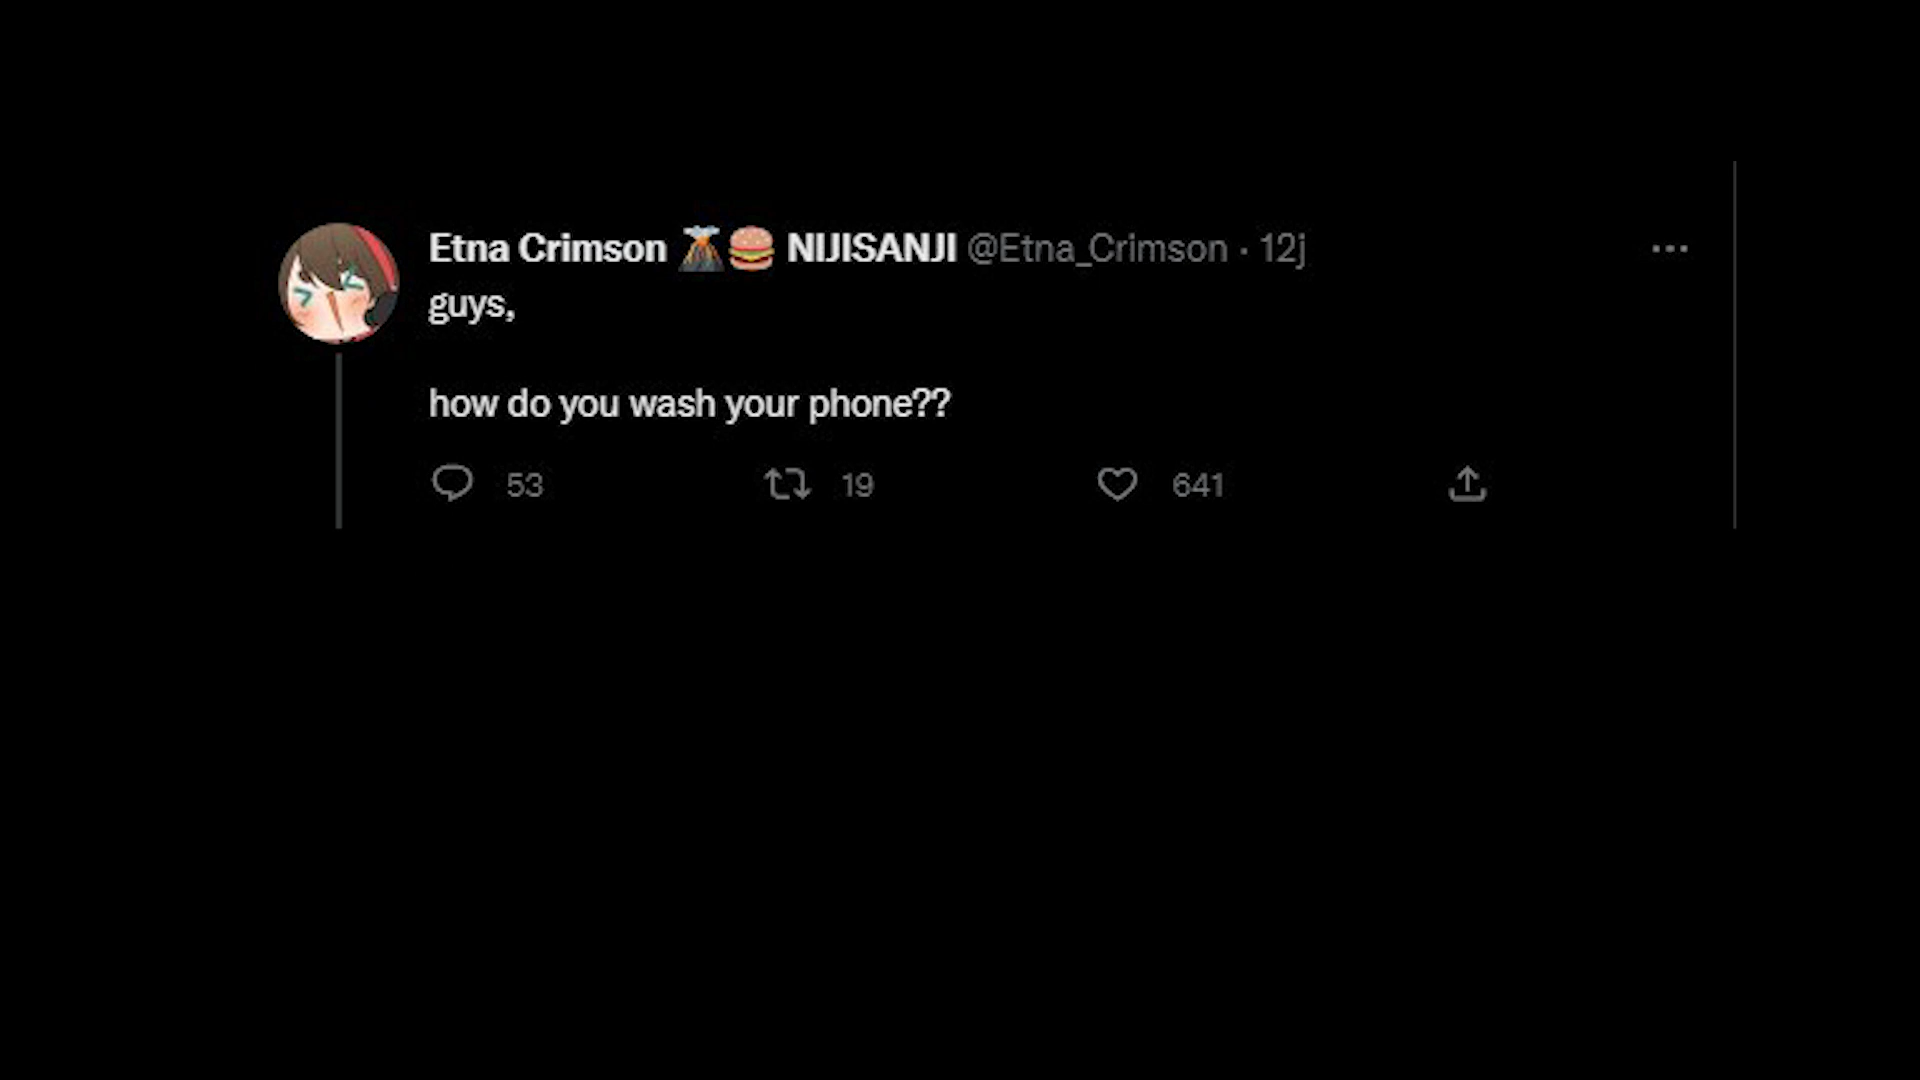 Etna Crimson 🌋🍔 NIJISANJI @Etna_Crimson · 12j
guys,
how do you wash your phone??
53 19 641